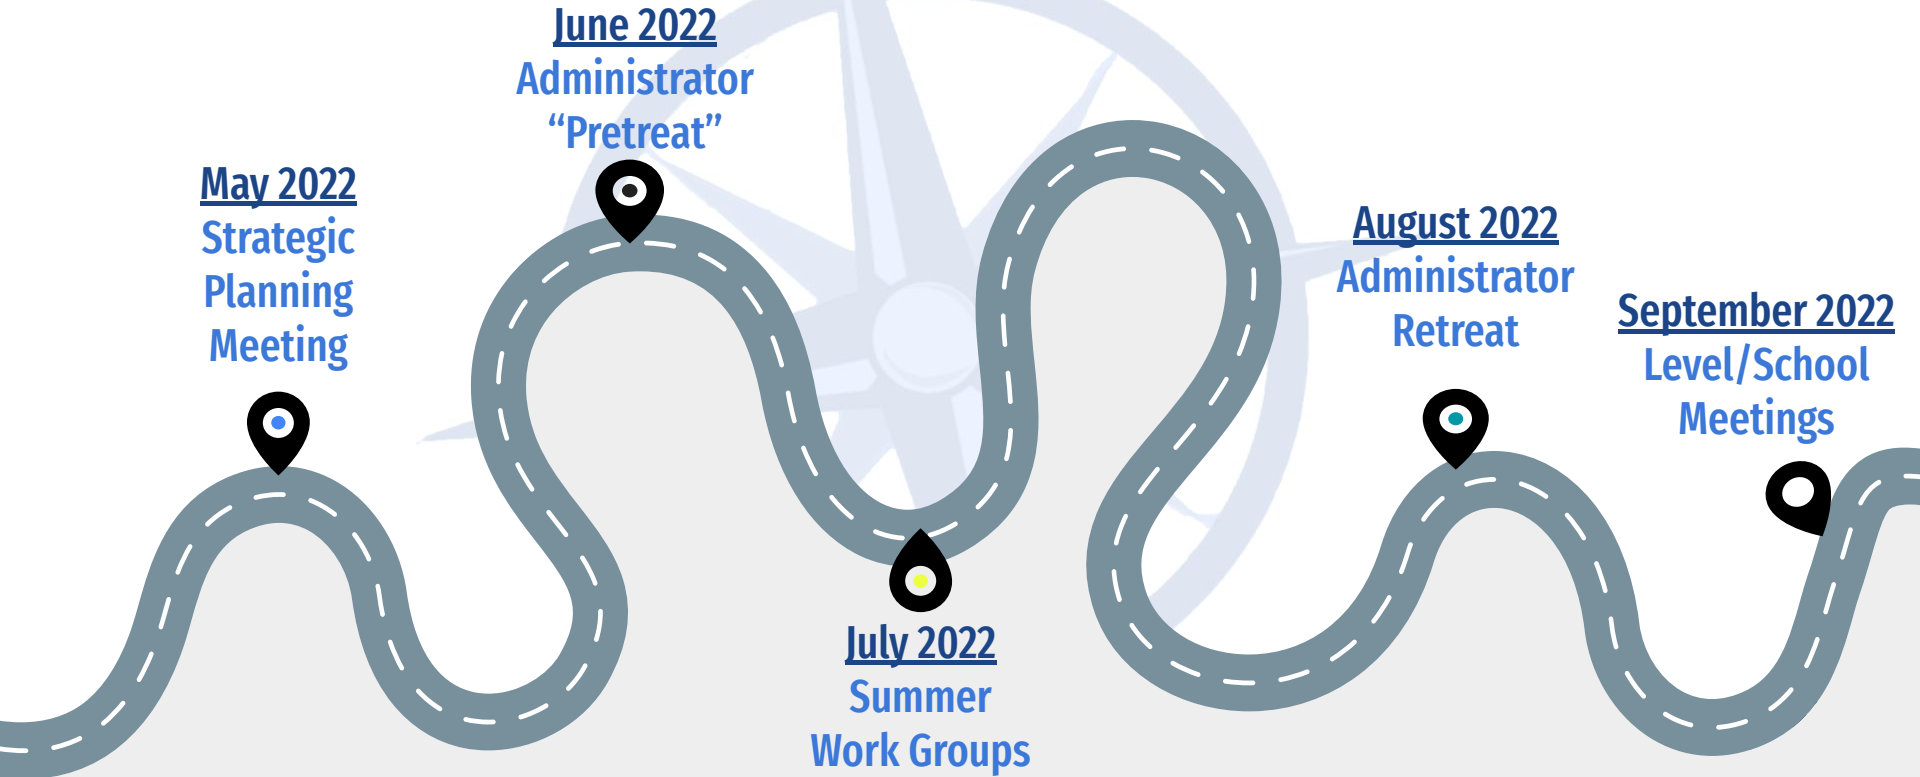 May 2022
Strategic
Planning
Meeting
June 2022
Administrator
“Pretreat”
July 2022
Summer
Work Groups
August 2022
Administrator
Retreat
September 2022
Level/School
Meetings